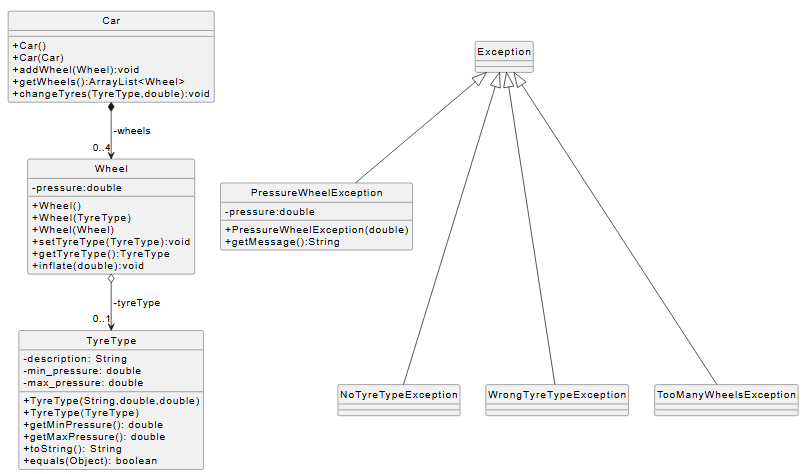 Car
+Car()
+Car(Car)
+addWheel(Wheel):void
+getWheels():ArrayList<Wheel>
+changeTyres(TyreType,double):void
-wheels
0..4
Wheel
-pressure:double
+Wheel()
+Wheel(TyreType)
+Wheel(Wheel)
+setTyreType(TyreType):void
+getTyreType():TyreType
+inflate(double):void
-tyreType
0..1
TyreType
-description: String
-min_pressure: double
-max_pressure: double
+TyreType(String,double,double)
+TyreType(TyreType)
+getMinPressure(): double
+getMaxPressure(): double
+toString(): String
+equals(Object): boolean
Exception
PressureWheelException
-pressure:double
+PressureWheelException(double)
+getMessage():String
NoTyreTypeException
WrongTyreTypeException
TooManyWheelsException